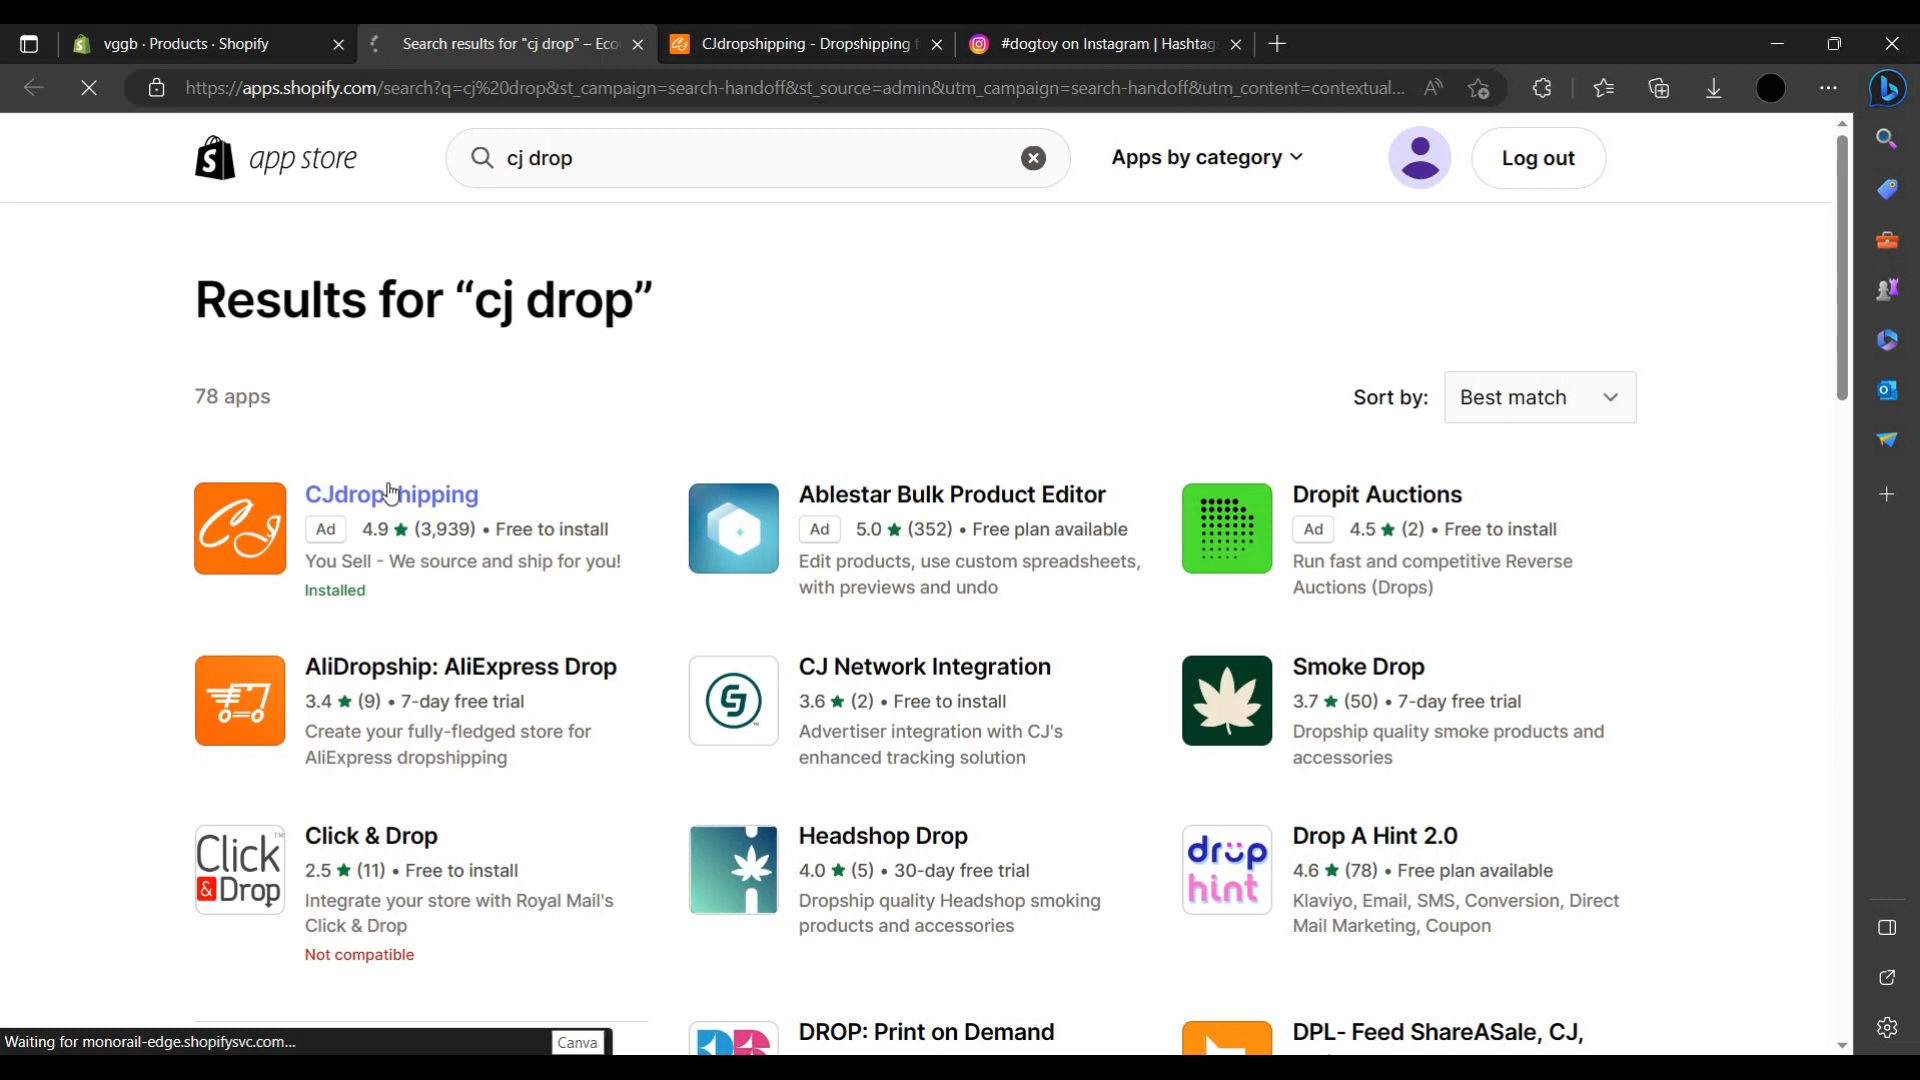 vggb · Products · Shopify
Search results for "cj drop" – Eco
CJdropshipping - Dropshipping f
#dogtoy on Instagram | Hashtag
https://apps.shopify.com/search?q=cj%20drop&st_campaign=search-handoff&st_source=admin&utm_campaign=search-handoff&utm_content=contextual...
app store
cj drop
Apps by category
Log out
Results for “cj drop”
78 apps
Sort by:
Best match
CJdropshipping
Ad 4.9 ★ (3,939) • Free to install
You Sell - We source and ship for you!
Installed
Ablestar Bulk Product Editor
Ad 5.0 ★ (352) • Free plan available
Edit products, use custom spreadsheets,
with previews and undo
Dropit Auctions
Ad 4.5 ★ (2) • Free to install
Run fast and competitive Reverse
Auctions (Drops)
AliDropship: AliExpress Drop
3.4 ★ (9) • 7-day free trial
Create your fully-fledged store for
AliExpress dropshipping
CJ Network Integration
3.6 ★ (2) • Free to install
Advertiser integration with CJ's
enhanced tracking solution
Smoke Drop
3.7 ★ (50) • 7-day free trial
Dropship quality smoke products and
accessories
Click
& Drop
Click & Drop
2.5 ★ (11) • Free to install
Integrate your store with Royal Mail's
Click & Drop
Not compatible
Headshop Drop
4.0 ★ (5) • 30-day free trial
Dropship quality Headshop smoking
products and accessories
drop
hint
Drop A Hint 2.0
4.6 ★ (78) • Free plan available
Klaviyo, Email, SMS, Conversion, Direct
Mail Marketing, Coupon
DROP: Print on Demand
DPL- Feed ShareASale, CJ,
Waiting for monorail-edge.shopifysvc.com...
Canva